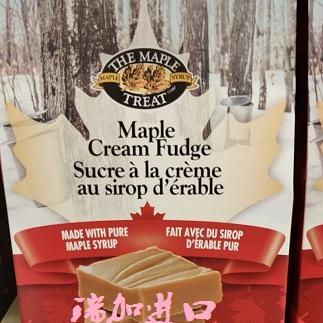 THE MAPLE
MAPLE SYRUP
TREAT
Maple
Cream Fudge
Sucre à la crème
au sirop d'érable
MADE WITH PURE
MAPLE SYRUP
FAIT AVEC DU SIROP
D'ÉRABLE PUR
瑞加进口